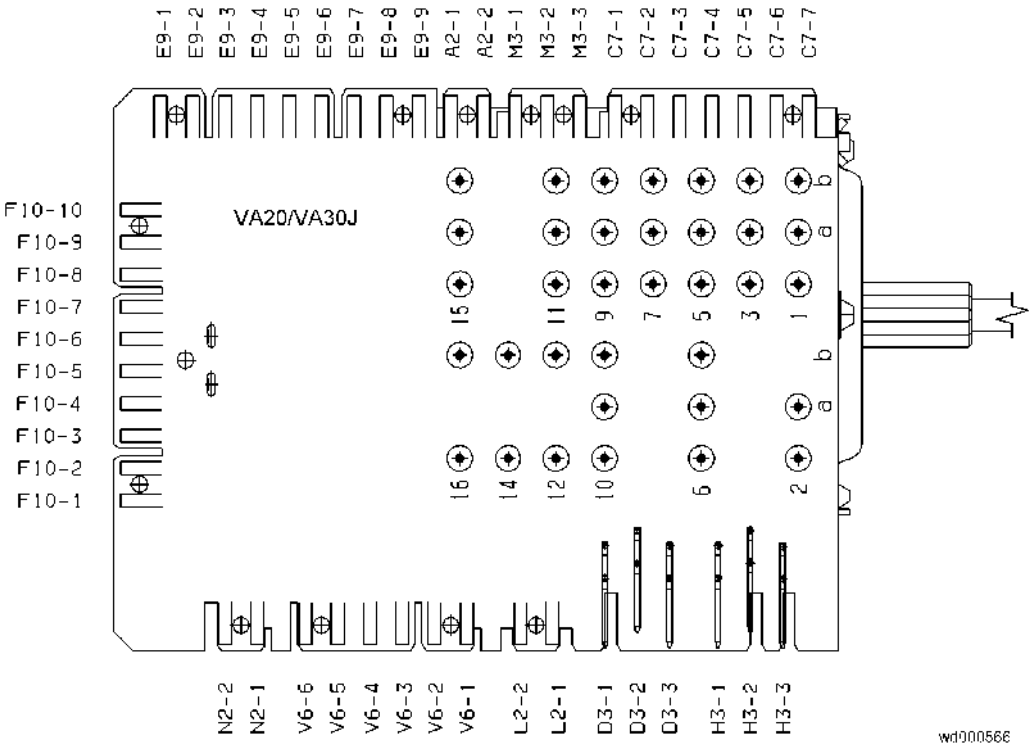 E9-1 E9-2 E9-3 E9-4 E9-5 E9-6 E9-7 E9-8 E9-9 A2-1 A2-2 M3-1 M3-2 M3-3 C7-1 C7-2 C7-3 C7-4 C7-5 C7-6 C7-7
b
F10-10
VA20/VA30J
a
F10-9
F10-8
F10-7
15 11 9 7 5 3 1
F10-6
b
F10-5
F10-4
a
F10-3
F10-2
16 14 12 10 6 2
F10-1
N2-2 N2-1 V6-6 V6-5 V6-4 V6-3 V6-2 V6-1 L2-2 L2-1 D3-1 D3-2 D3-3 H3-1 H3-2 H3-3
wd000566